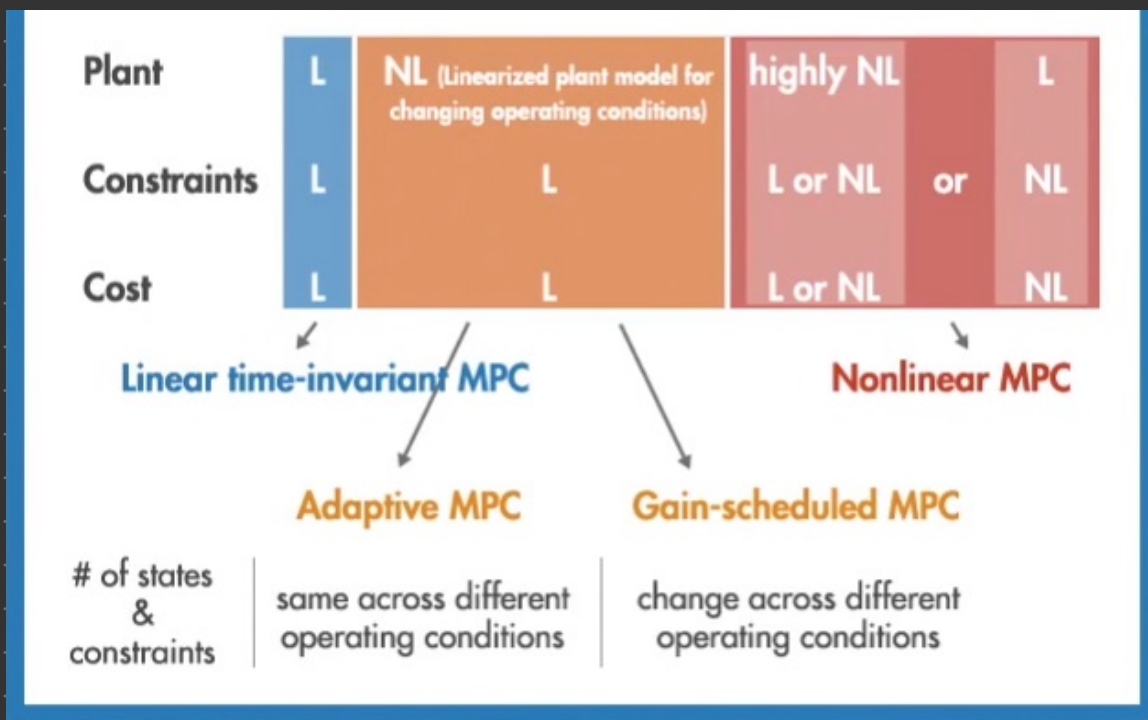 Plant L NL (Linearized plant model for highly NL L
changing operating conditions)
Constraints L L L or NL or NL
Cost L L L or NL NL
Linear time-invariant MPC Nonlinear MPC
Adaptive MPC Gain-scheduled MPC
# of states
& same across different change across different
constraints operating conditions operating conditions